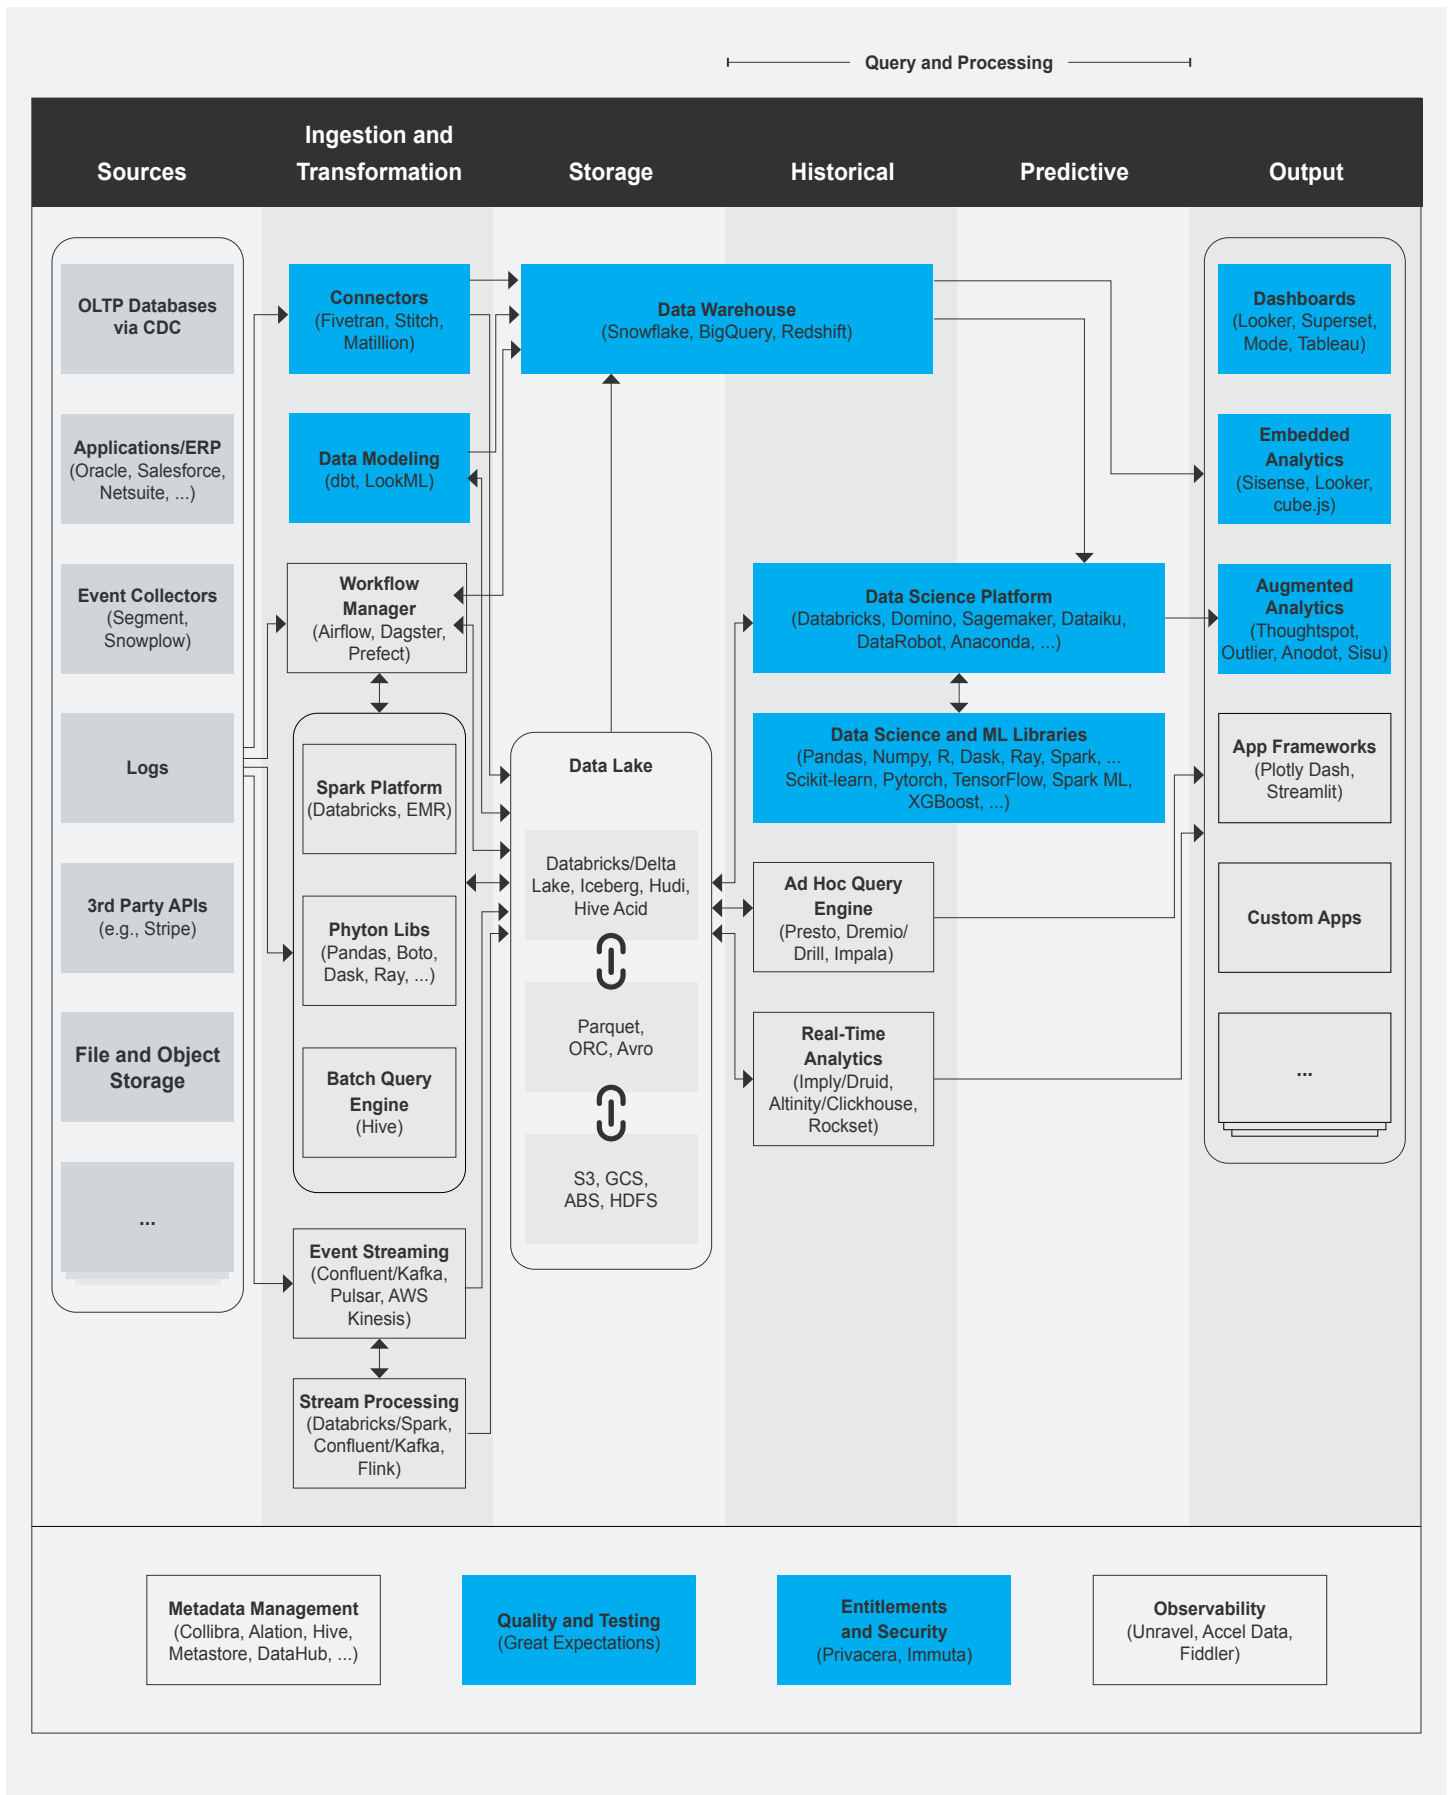 Query and Processing
Sources
Ingestion and
Transformation
Storage
Historical
Predictive
Output
OLTP Databases
via CDC
Applications/ERP
(Oracle, Salesforce,
Netsuite, ...)
Event Collectors
(Segment,
Snowplow)
Logs
3rd Party APIs
(e.g., Stripe)
File and Object
Storage
...
Connectors
(Fivetran, Stitch,
Matillion)
Data Modeling
(dbt, LookML)
Workflow
Manager
(Airflow, Dagster,
Prefect)
Spark Platform
(Databricks, EMR)
Phyton Libs
(Pandas, Boto,
Dask, Ray, ...)
Batch Query
Engine
(Hive)
Event Streaming
(Confluent/Kafka,
Pulsar, AWS
Kinesis)
Stream Processing
(Databricks/Spark,
Confluent/Kafka,
Flink)
Data Warehouse
(Snowflake, BigQuery, Redshift)
Data Lake
Databricks/Delta
Lake, Iceberg, Hudi,
Hive Acid
Parquet,
ORC, Avro
S3, GCS,
ABS, HDFS
Data Science Platform
(Databricks, Domino, Sagemaker, Dataiku,
DataRobot, Anaconda, ...)
Data Science and ML Libraries
(Pandas, Numpy, R, Dask, Ray, Spark, ...
Scikit-learn, Pytorch, TensorFlow, Spark ML,
XGBoost, ...)
Ad Hoc Query
Engine
(Presto, Dremio/
Drill, Impala)
Real-Time
Analytics
(Imply/Druid,
Altinity/Clickhouse,
Rockset)
Dashboards
(Looker, Superset,
Mode, Tableau)
Embedded
Analytics
(Sisense, Looker,
cube.js)
Augmented
Analytics
(Thoughtspot,
Outlier, Anodot, Sisu)
App Frameworks
(Plotly Dash,
Streamlit)
Custom Apps
...
Metadata Management
(Collibra, Alation, Hive,
Metastore, DataHub, ...)
Quality and Testing
(Great Expectations)
Entitlements
and Security
(Privacera, Immuta)
Observability
(Unravel, Accel Data,
Fiddler)